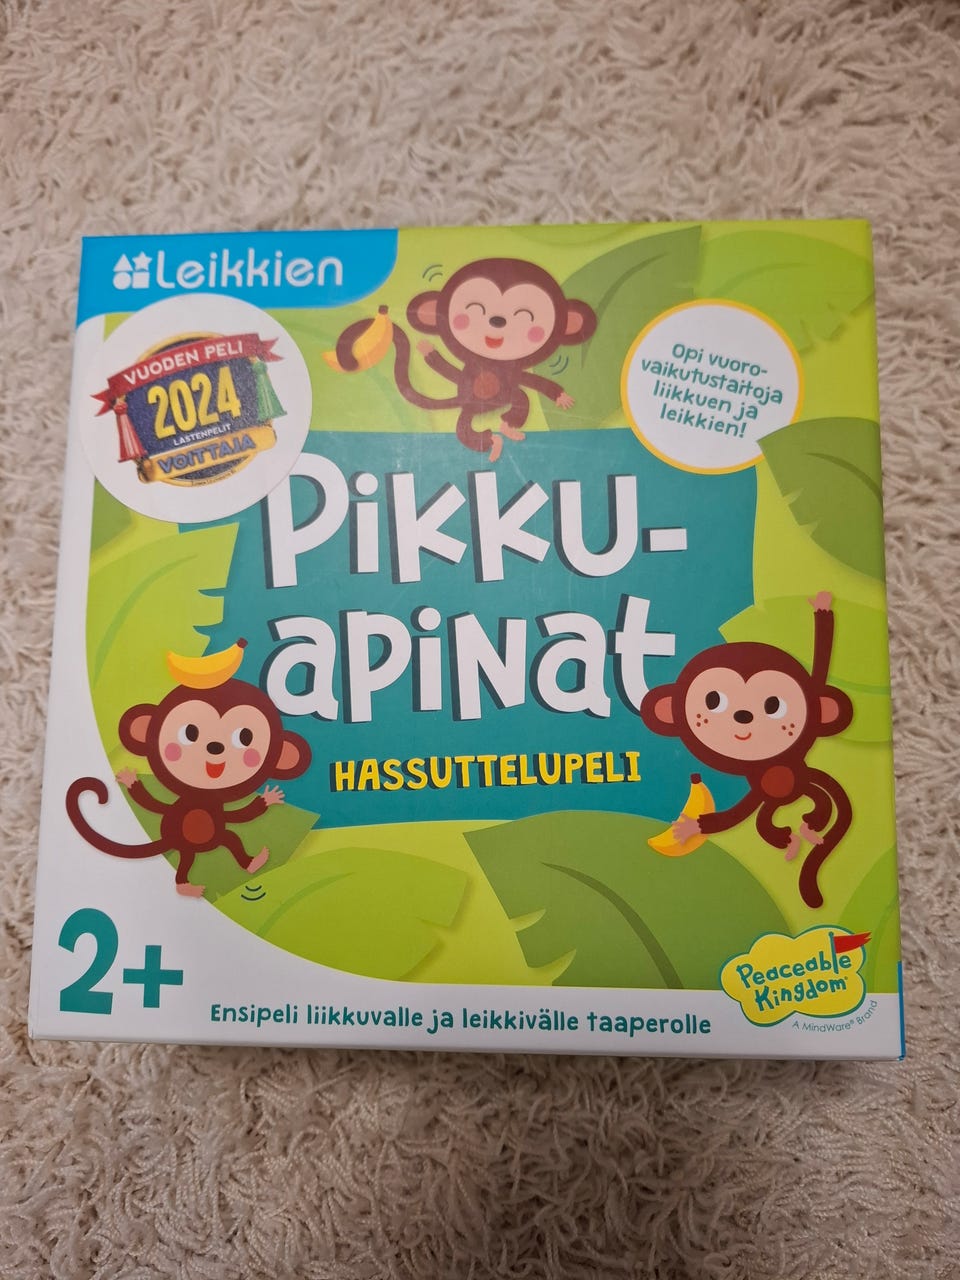 Leikkien
VUODEN PELI
2024
LASTENPELIT
VOITTAJA
Opi vuoro-
vaikutustaitoja
liikkuen ja
leikkien!
Pikku-
apinat
HASSUTTELUPELI
2+
Ensipeli liikkuvalle ja leikkivälle taaperolle
Peaceable
Kingdom
A MindWare® Brand